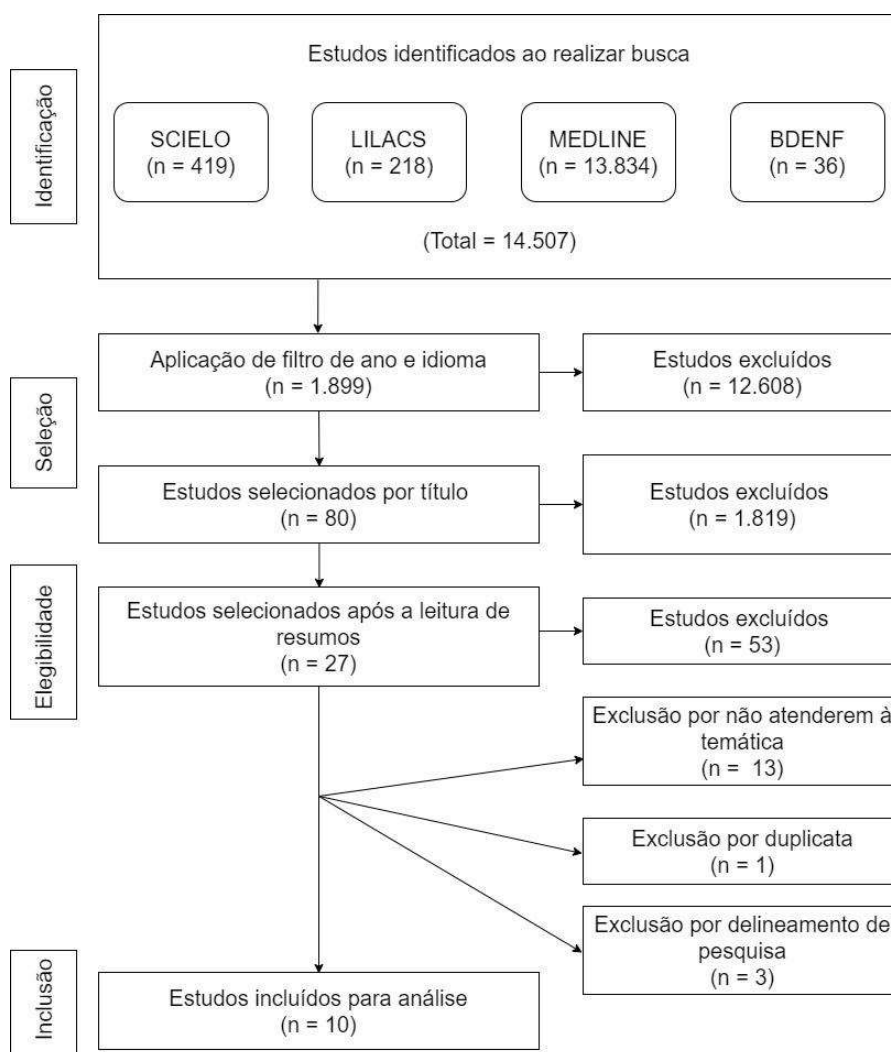 Identificação
Estudos identificados ao realizar busca
SCIELO
(n = 419)
LILACS
(n = 218)
MEDLINE
(n = 13.834)
BDENF
(n = 36)
(Total = 14.507)
Seleção
Aplicação de filtro de ano e idioma
(n = 1.899)
Estudos excluídos
(n = 12.608)
Estudos selecionados por título
(n = 80)
Estudos excluídos
(n = 1.819)
Elegibilidade
Estudos selecionados após a leitura de
resumos
(n = 27)
Estudos excluídos
(n = 53)
Exclusão por não atenderem à
temática
(n = 13)
Exclusão por duplicata
(n = 1)
Exclusão por delineamento de
pesquisa
(n = 3)
Inclusão
Estudos incluídos para análise
(n = 10)